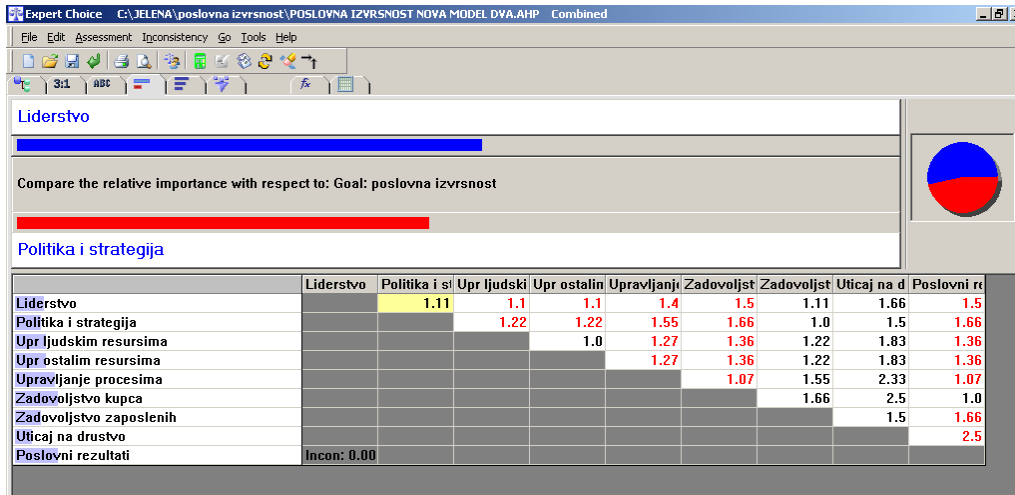 Expert Choice C:\JELENA\poslovna izvrsnost\POSLOVNA IZVRSNOST NOVA MODEL DVA.AHP Combined
File Edit Assessment Inconsistency Go Tools Help
3:1 ABC fx
Liderstvo
Compare the relative importance with respect to: Goal: poslovna izvrsnost
Politika i strategija
Liderstvo Politika i st Upr ljudski Upr ostalin Upravljanje Zadovoljst Zadovoljst Uticaj na d Poslovni re
Liderstvo 1.11 1.1 1.1 1.4 1.5 1.11 1.66 1.5
Politika i strategija 1.22 1.22 1.55 1.66 1.0 1.5 1.66
Upr ljudskim resursima 1.0 1.27 1.36 1.22 1.83 1.36
Upr ostalim resursima 1.27 1.36 1.22 1.83 1.36
Upravljanje procesima 1.07 1.55 2.33 1.07
Zadovoljstvo kupca 1.66 2.5 1.0
Zadovoljstvo zaposlenih 1.5 1.66
Uticaj na drustvo 2.5
Poslovni rezultati Incon: 0.00